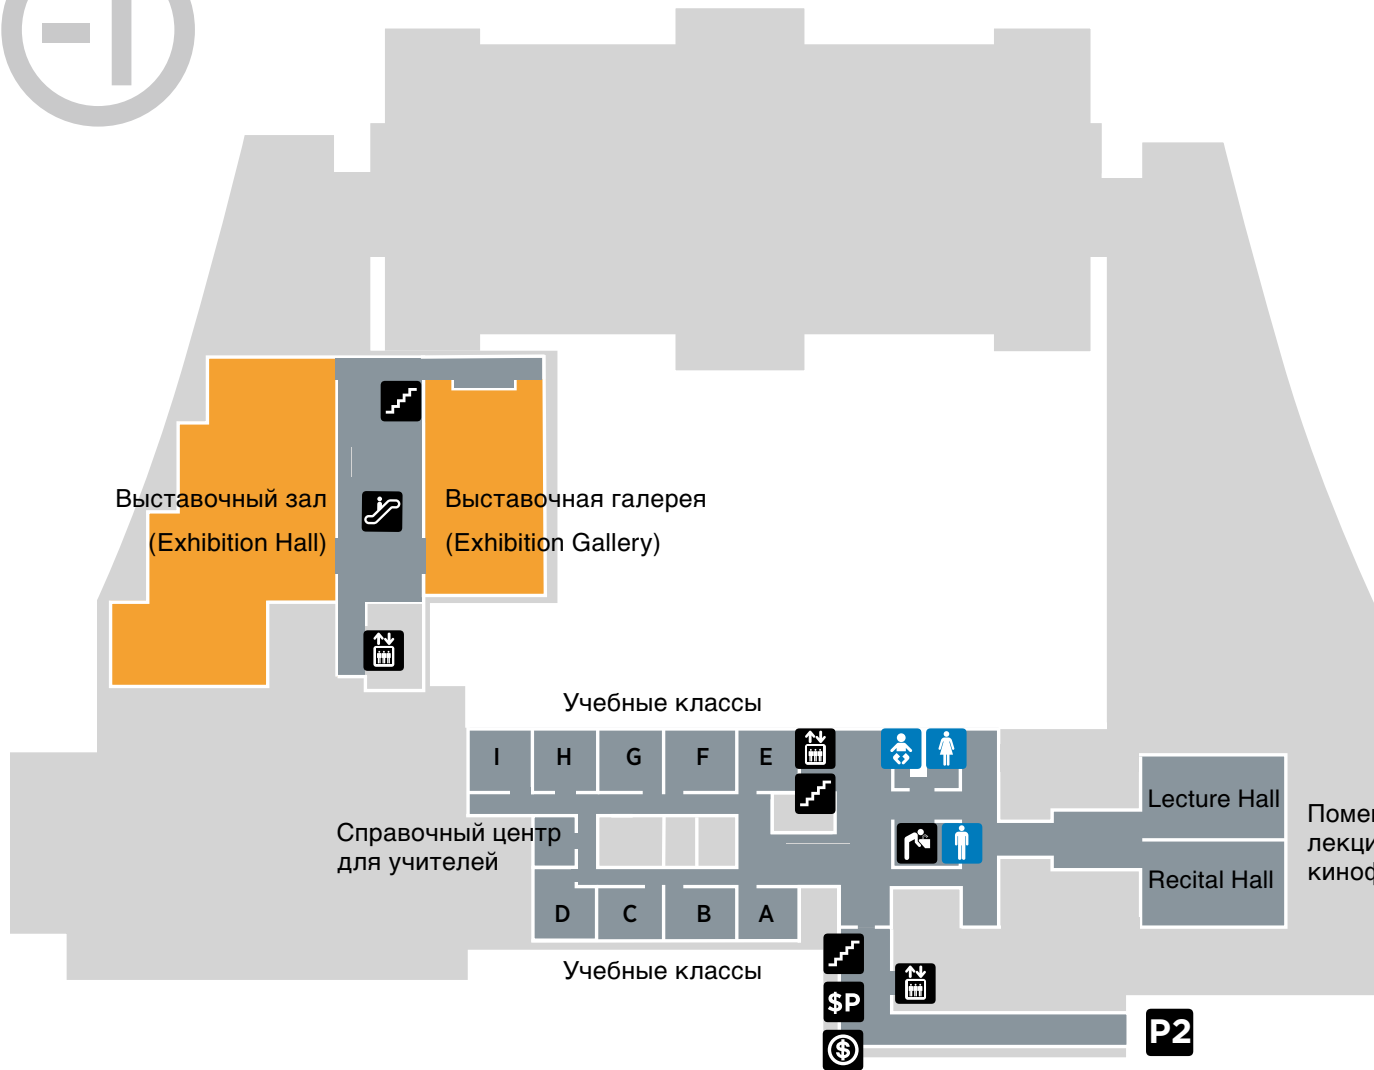 -1
Выставочный зал
(Exhibition Hall)
Выставочная галерея
(Exhibition Gallery)
Учебные классы
I
H
G
F
E
Справочный центр
для учителей
Lecture Hall
Recital Hall
D
C
B
A
Учебные классы
$P
$
P2